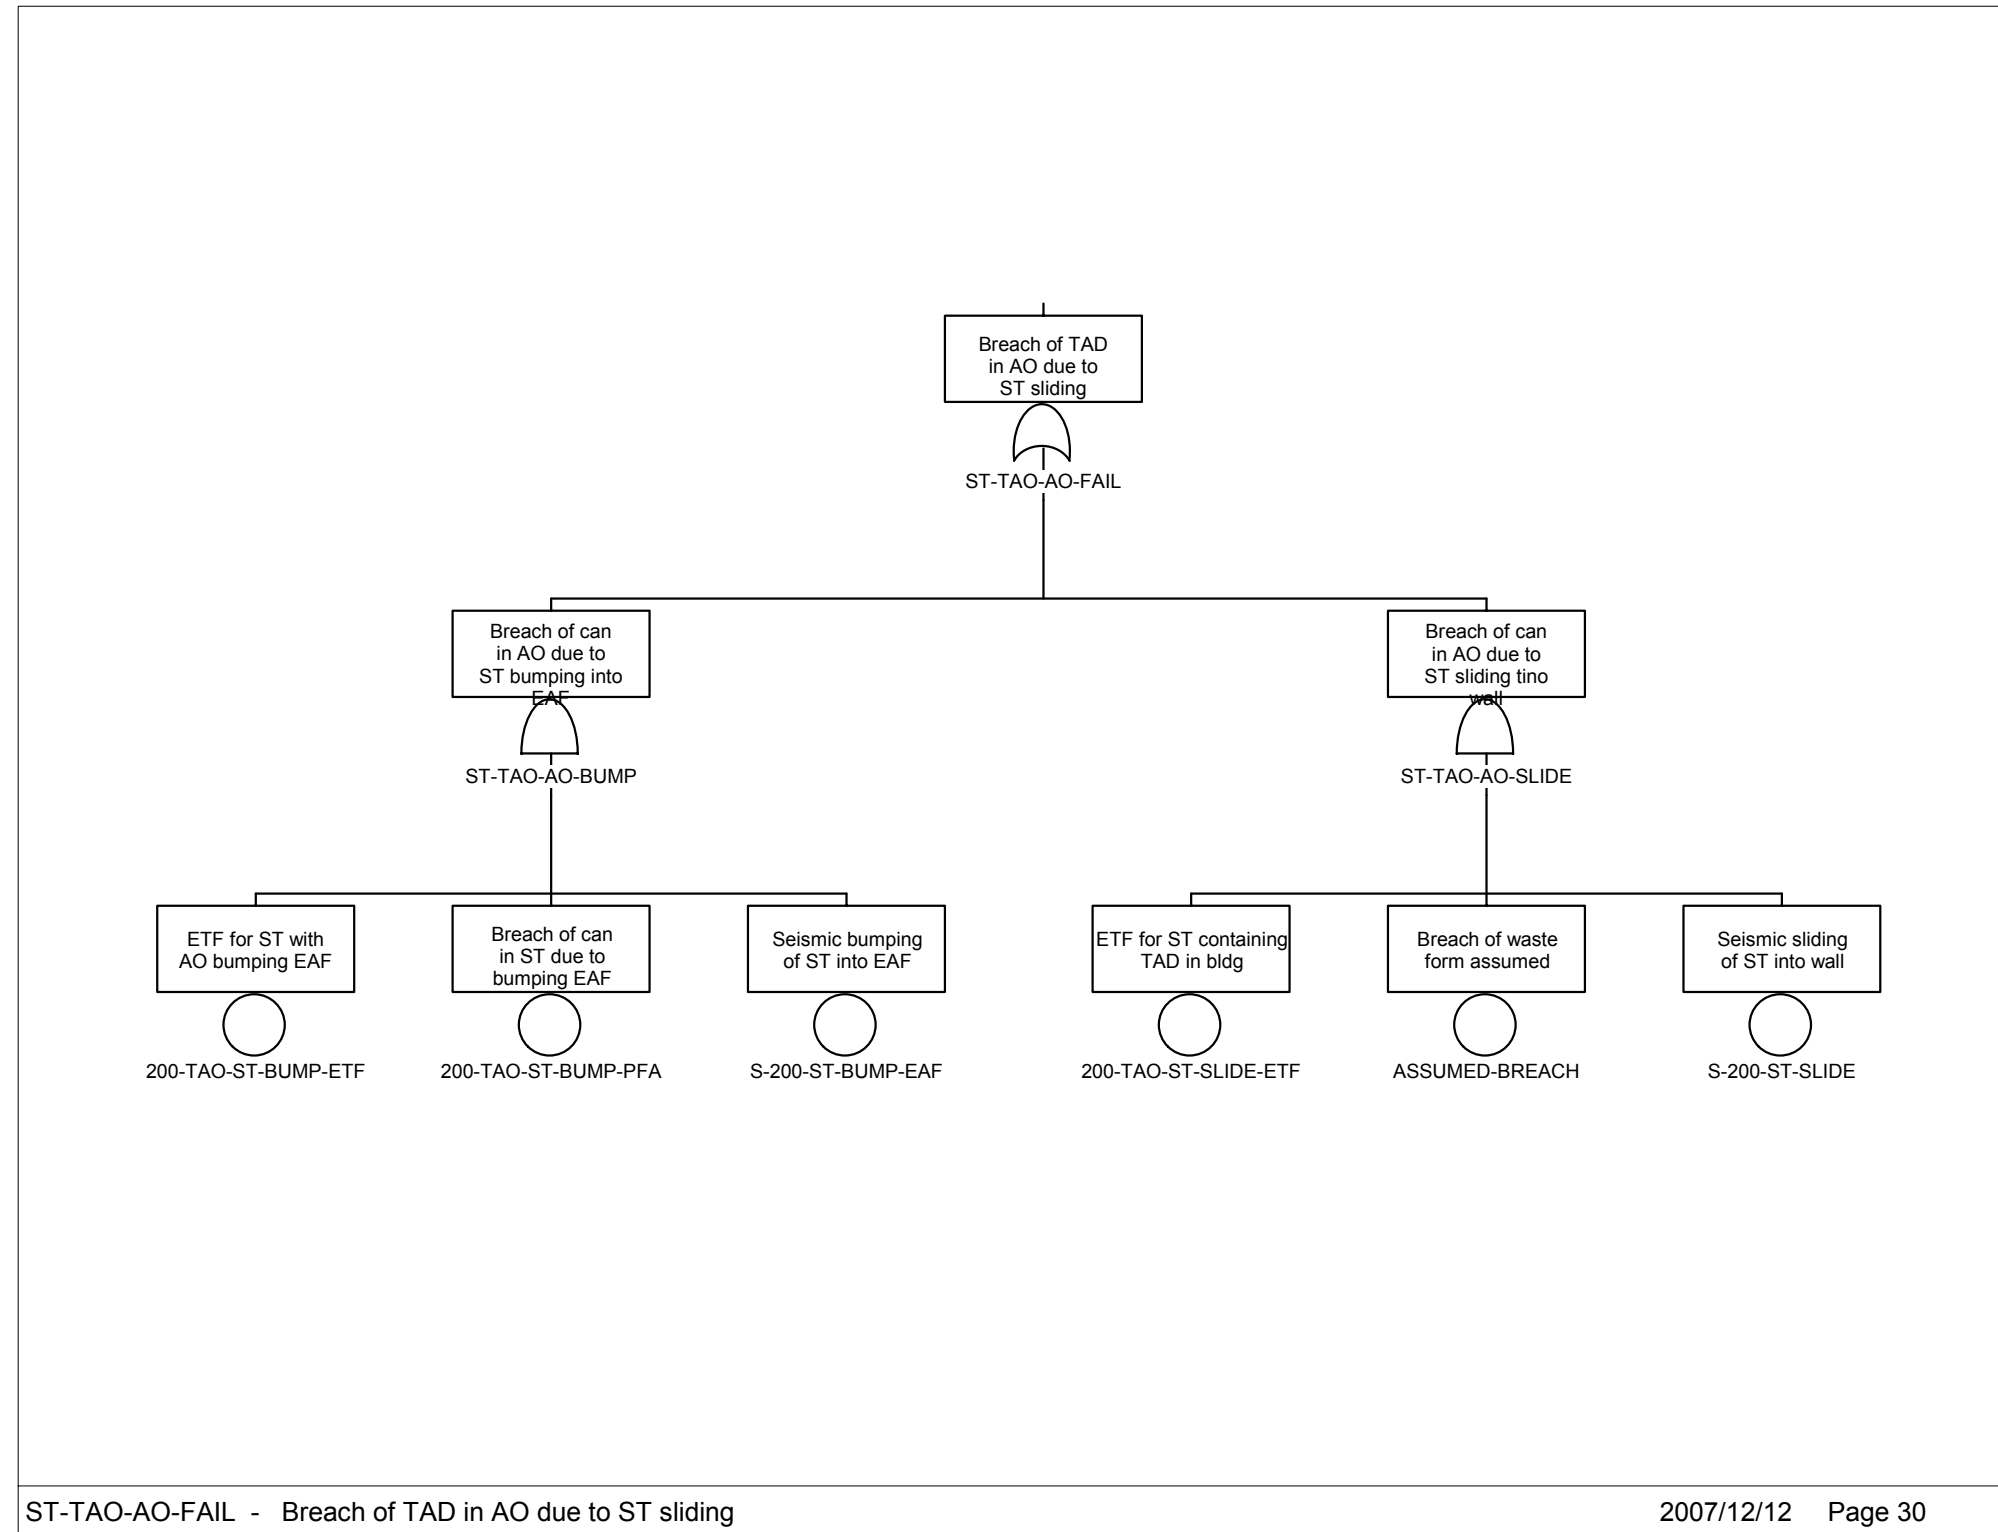 Breach of TAD
in AO due to
ST sliding
ST-TAO-AO-FAIL
Breach of can
in AO due to
ST bumping into
EAF
ST-TAO-AO-BUMP
Breach of can
in AO due to
ST sliding tino
wall
ST-TAO-AO-SLIDE
ETF for ST with
AO bumping EAF
200-TAO-ST-BUMP-ETF
Breach of can
in ST due to
bumping EAF
200-TAO-ST-BUMP-PFA
Seismic bumping
of ST into EAF
S-200-ST-BUMP-EAF
ETF for ST containing
TAD in bldg
200-TAO-ST-SLIDE-ETF
Breach of waste
form assumed
ASSUMED-BREACH
Seismic sliding
of ST into wall
S-200-ST-SLIDE
ST-TAO-AO-FAIL - Breach of TAD in AO due to ST sliding
2007/12/12 Page 30